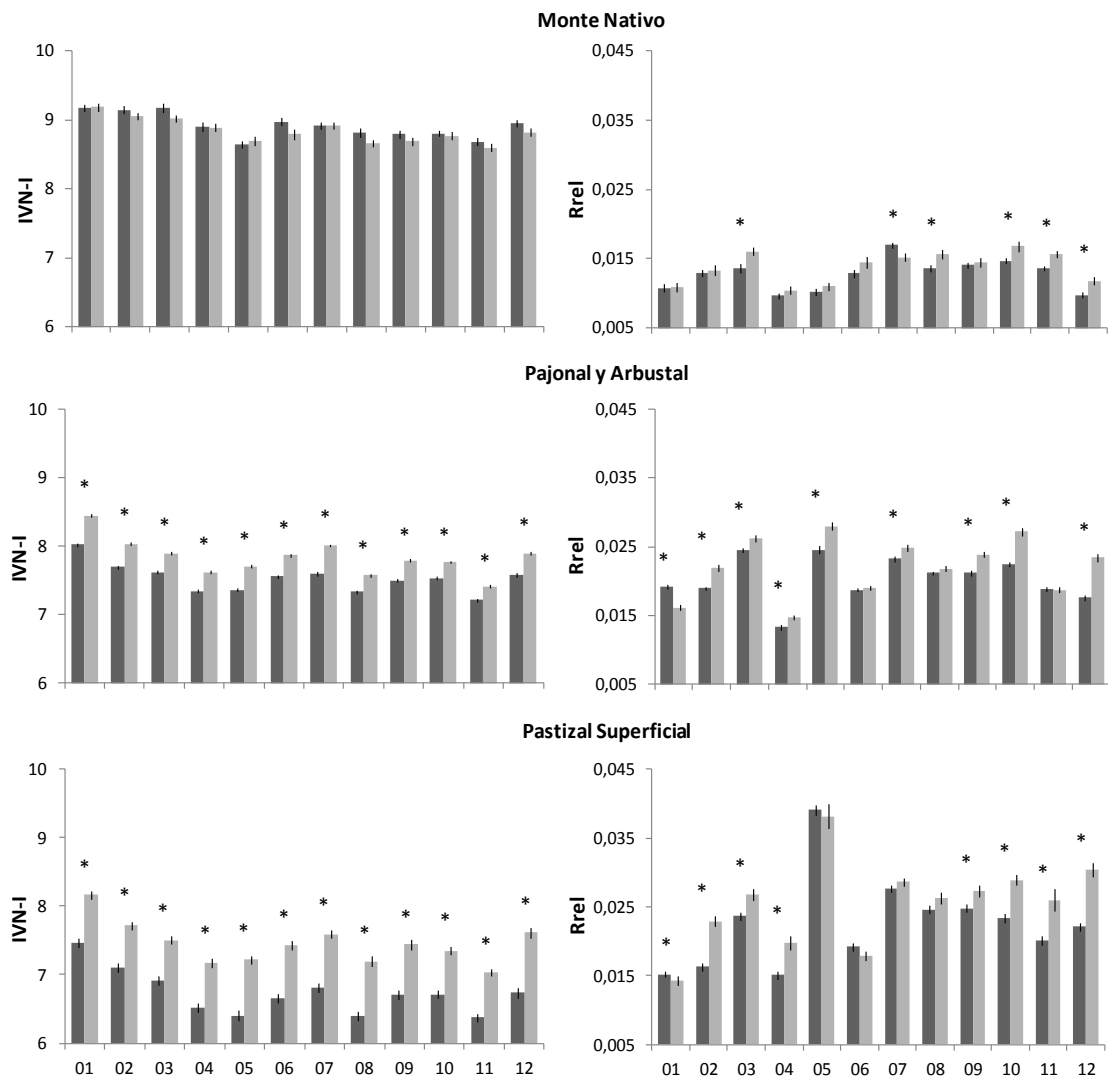 Monte Nativo
10
9
8
7
6
IVN-I
0,045
0,035
0,025
0,015
0,005
Rrel
* * * * * *
Pajonal y Arbustal
10
9
8
7
6
IVN-I
* * * * * * * * * * * *
0,045
0,035
0,025
0,015
0,005
Rrel
* * * * * * * * *
Pastizal Superficial
10
9
8
7
6
IVN-I
* * * * * * * * * * * *
01 02 03 04 05 06 07 08 09 10 11 12
0,045
0,035
0,025
0,015
0,005
Rrel
* * * * * * * *
01 02 03 04 05 06 07 08 09 10 11 12